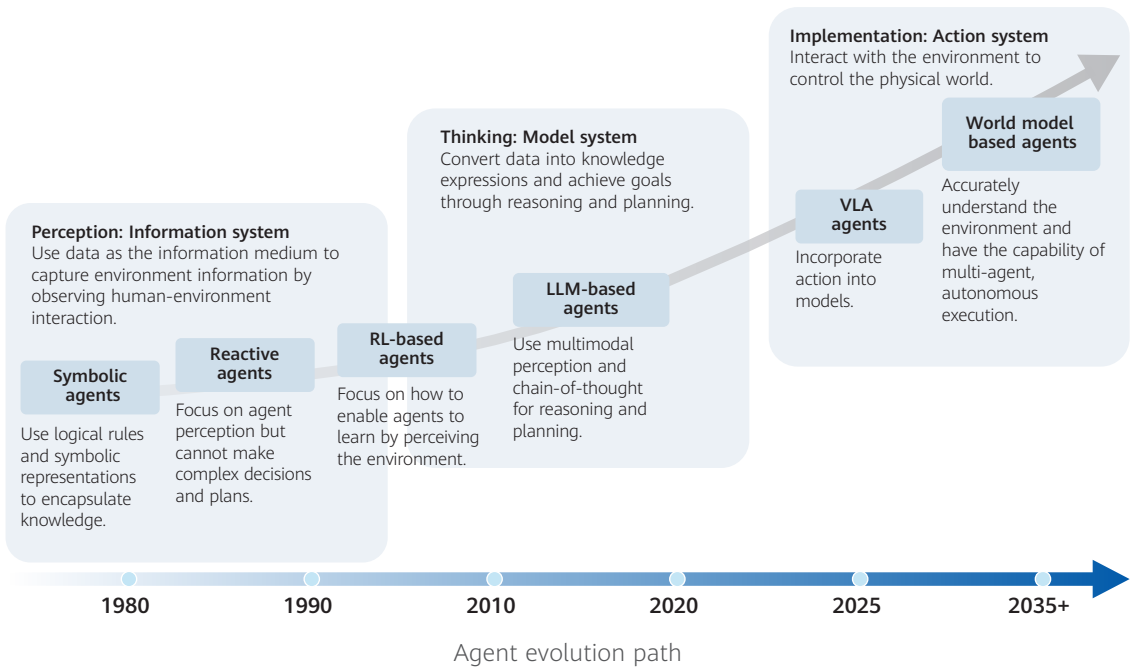 Implementation: Action system
Interact with the environment to
control the physical world.
World model
based agents
Accurately
understand the
environment and
have the capability of
multi-agent,
autonomous
execution.
VLA
agents
Incorporate
action into
models.
Thinking: Model system
Convert data into knowledge
expressions and achieve goals
through reasoning and planning.
LLM-based
agents
Use multimodal
perception and
chain-of-thought
for reasoning and
planning.
Perception: Information system
Use data as the information medium to
capture environment information by
observing human-environment
interaction.
RL-based
agents
Focus on how to
enable agents to
learn by perceiving
the environment.
Reactive
agents
Focus on agent
perception but
cannot make
complex decisions
and plans.
Symbolic
agents
Use logical rules
and symbolic
representations
to encapsulate
knowledge.
1980
1990
2010
2020
2025
2035+
Agent evolution path